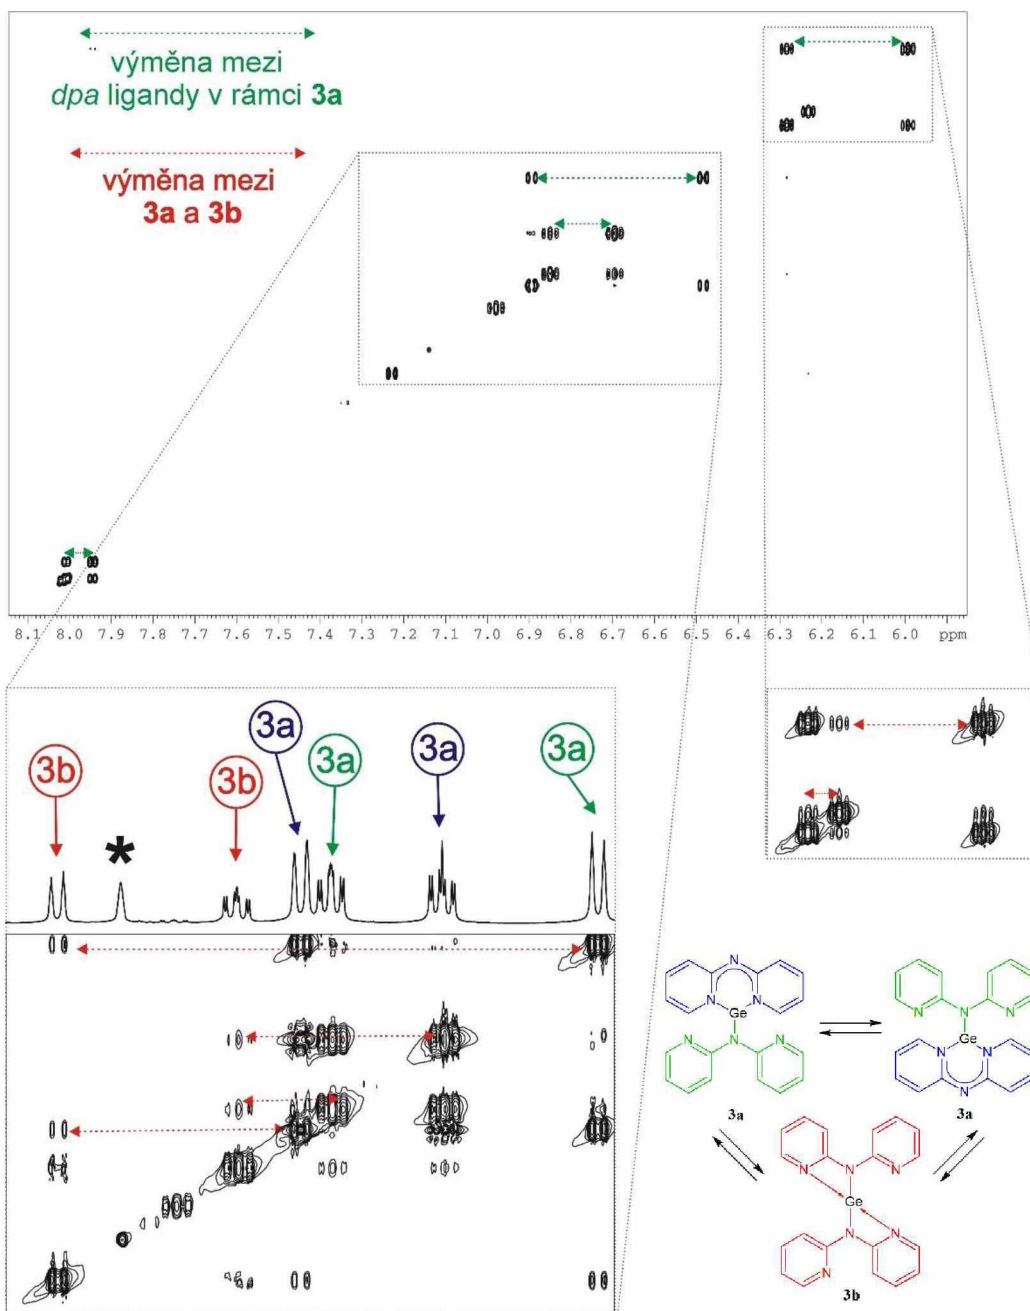 výměna mezi
dpa ligandy v rámci 3a
výměna mezi
3a a 3b
8.1 8.0 7.9 7.8 7.7 7.6 7.5 7.4 7.3 7.2 7.1 7.0 6.9 6.8 6.7 6.6 6.5 6.4 6.3 6.2 6.1 6.0 ppm
3b
*
3b
3a
3a
3a
3a
N
N N
Ge
N
N N
3a
N N
N
Ge
N N
N
3a
N
N N
Ge
N
N N
3b